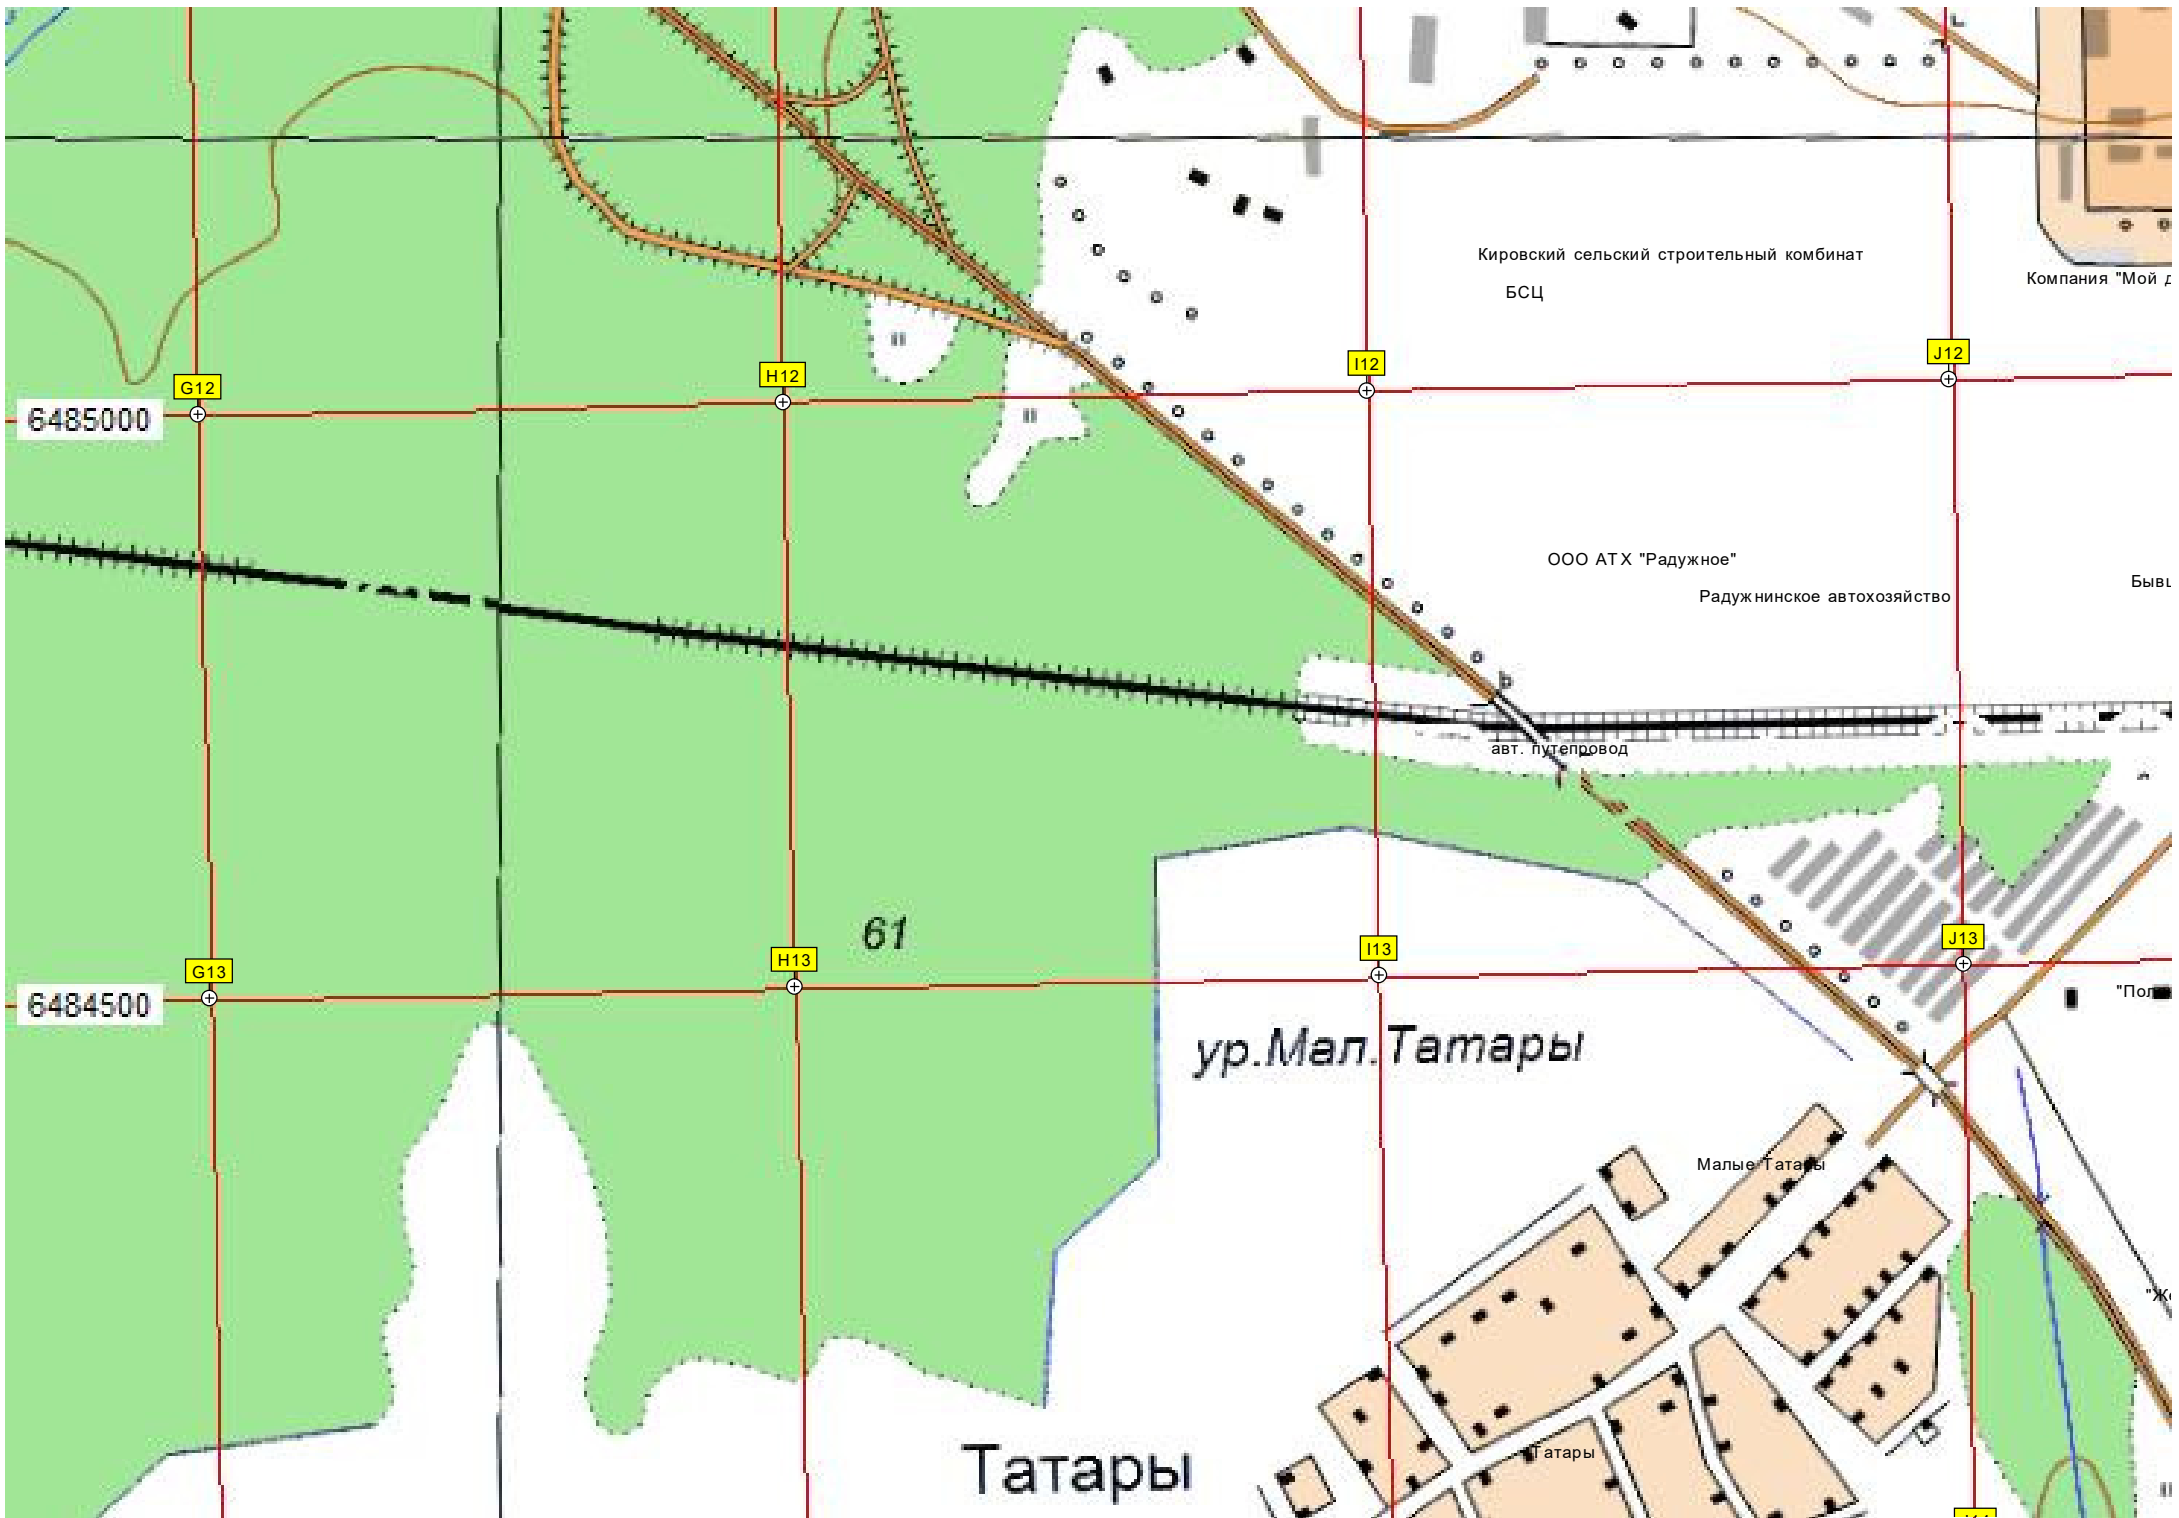 Кировский сельский строительный комбинат
Компания "Мой д
БСЦ
J12
I12
H12
G12
6485000
ООО АТХ "Радужное"
Радужнинское автохозяйство
авт. путепровод
61
J13
I13
H13
G13
6484500
ур.Мал.Татары
Малые Татары
Татары
Татары